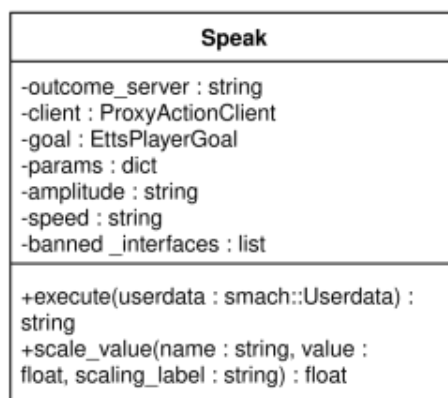 Speak
-outcome_server : string
-client : ProxyActionClient
-goal : EttsPlayerGoal
-params : dict
-amplitude : string
-speed : string
-banned _interfaces : list
+execute(userdata : smach::Userdata) :
string
+scale_value(name : string, value :
float, scaling_label : string) : float